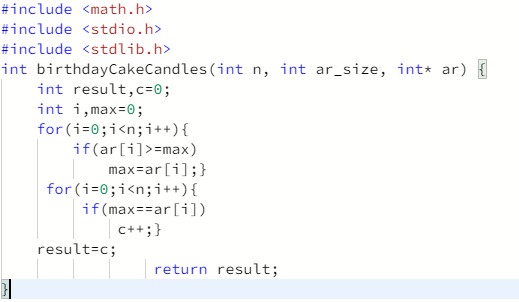 #include <math.h>
#include <stdio.h>
#include <stdlib.h>
int birthdayCakeCandles(int n, int ar_size, int* ar) {
    int result,c=0;
    int i,max=0;
    for(i=0;i<n;i++){
        if(ar[i]>=max)
            max=ar[i];}
     for(i=0;i<n;i++){
         if(max==ar[i])
             c++;}
    result=c;
                 return result;
}